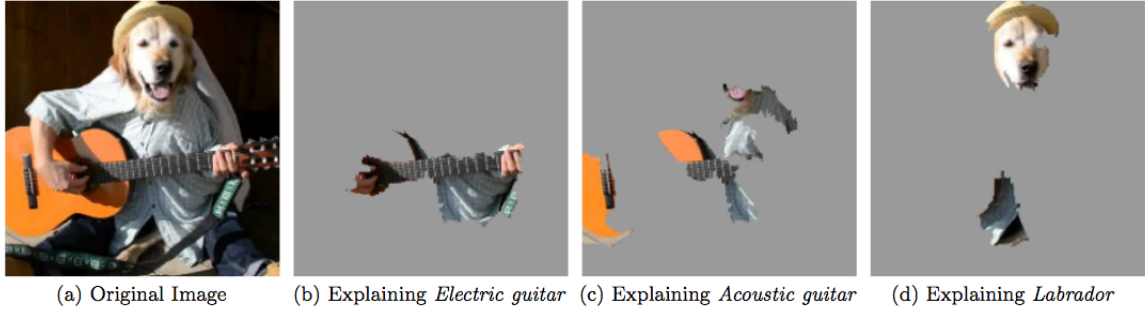 (a) Original Image
(b) Explaining Electric guitar
(c) Explaining Acoustic guitar
(d) Explaining Labrador